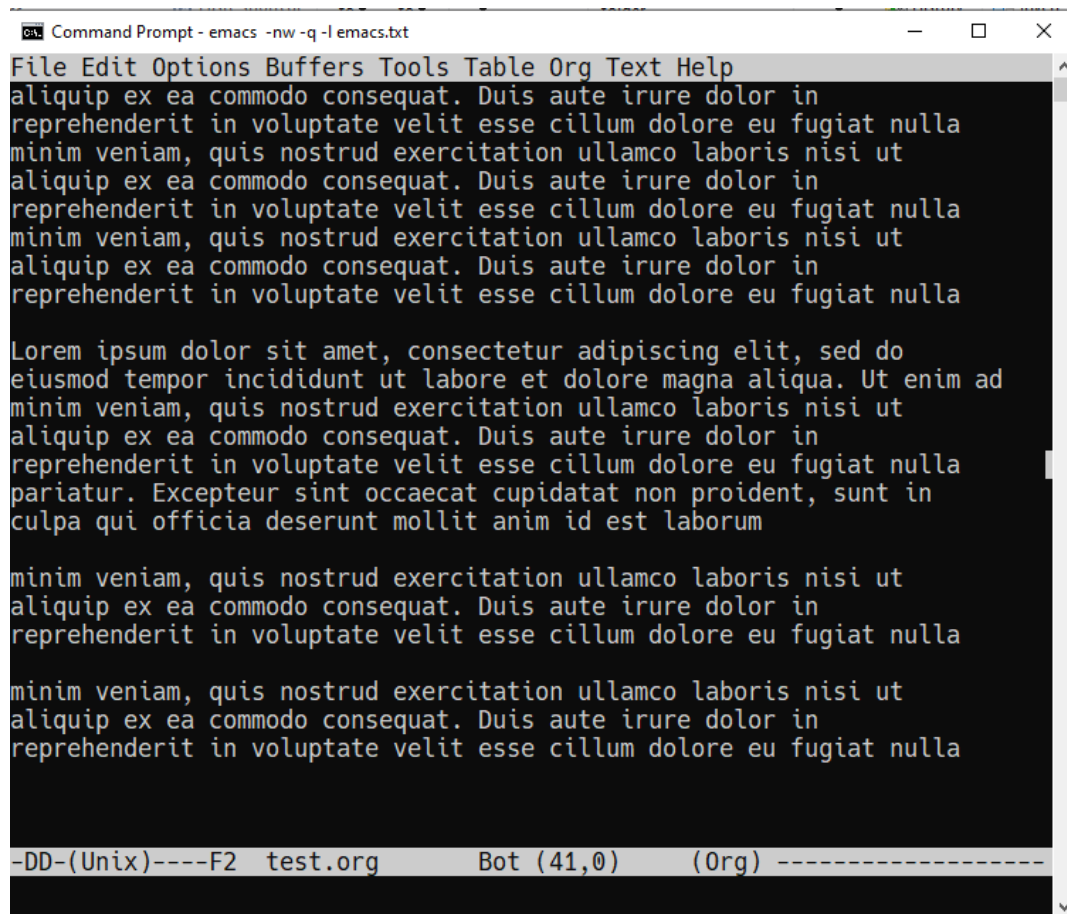 Command Prompt - emacs -nw -q -l emacs.txt
File Edit Options Buffers Tools Table Org Text Help
aliquip ex ea commodo consequat. Duis aute irure dolor in
reprehenderit in voluptate velit esse cillum dolore eu fugiat nulla
minim veniam, quis nostrud exercitation ullamco laboris nisi ut
aliquip ex ea commodo consequat. Duis aute irure dolor in
reprehenderit in voluptate velit esse cillum dolore eu fugiat nulla
minim veniam, quis nostrud exercitation ullamco laboris nisi ut
aliquip ex ea commodo consequat. Duis aute irure dolor in
reprehenderit in voluptate velit esse cillum dolore eu fugiat nulla

Lorem ipsum dolor sit amet, consectetur adipiscing elit, sed do
eiusmod tempor incididunt ut labore et dolore magna aliqua. Ut enim ad
minim veniam, quis nostrud exercitation ullamco laboris nisi ut
aliquip ex ea commodo consequat. Duis aute irure dolor in
reprehenderit in voluptate velit esse cillum dolore eu fugiat nulla
pariatur. Excepteur sint occaecat cupidatat non proident, sunt in
culpa qui officia deserunt mollit anim id est laborum

minim veniam, quis nostrud exercitation ullamco laboris nisi ut
aliquip ex ea commodo consequat. Duis aute irure dolor in
reprehenderit in voluptate velit esse cillum dolore eu fugiat nulla

minim veniam, quis nostrud exercitation ullamco laboris nisi ut
aliquip ex ea commodo consequat. Duis aute irure dolor in
reprehenderit in voluptate velit esse cillum dolore eu fugiat nulla

-DD-(Unix)----F2  test.org       Bot (41,0)     (Org) -------------------